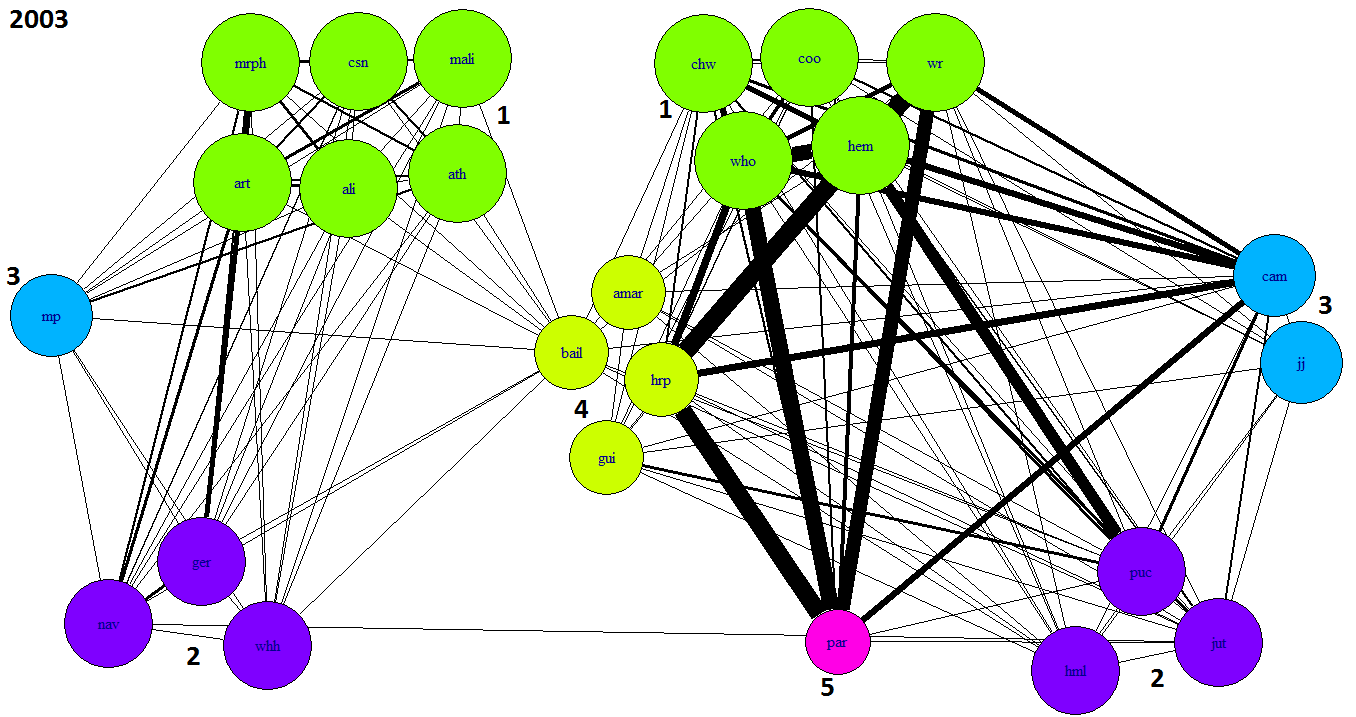 2003
mrph csn mali chw coo wr
1 1
art ali ath who hem
3 mp amar cam
3
bail hrp jj
4
gui
ger puc
nav whh par hml jut
2 5 2